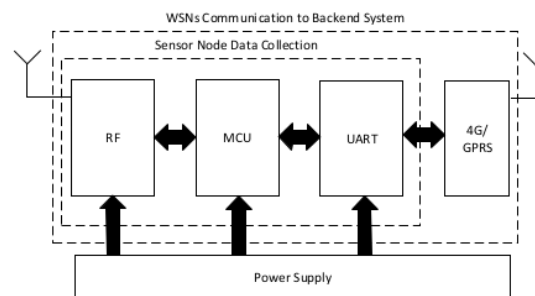 WSNs Communication to Backend System
Sensor Node Data Collection
RF
MCU
UART
4G/
GPRS
Power Supply